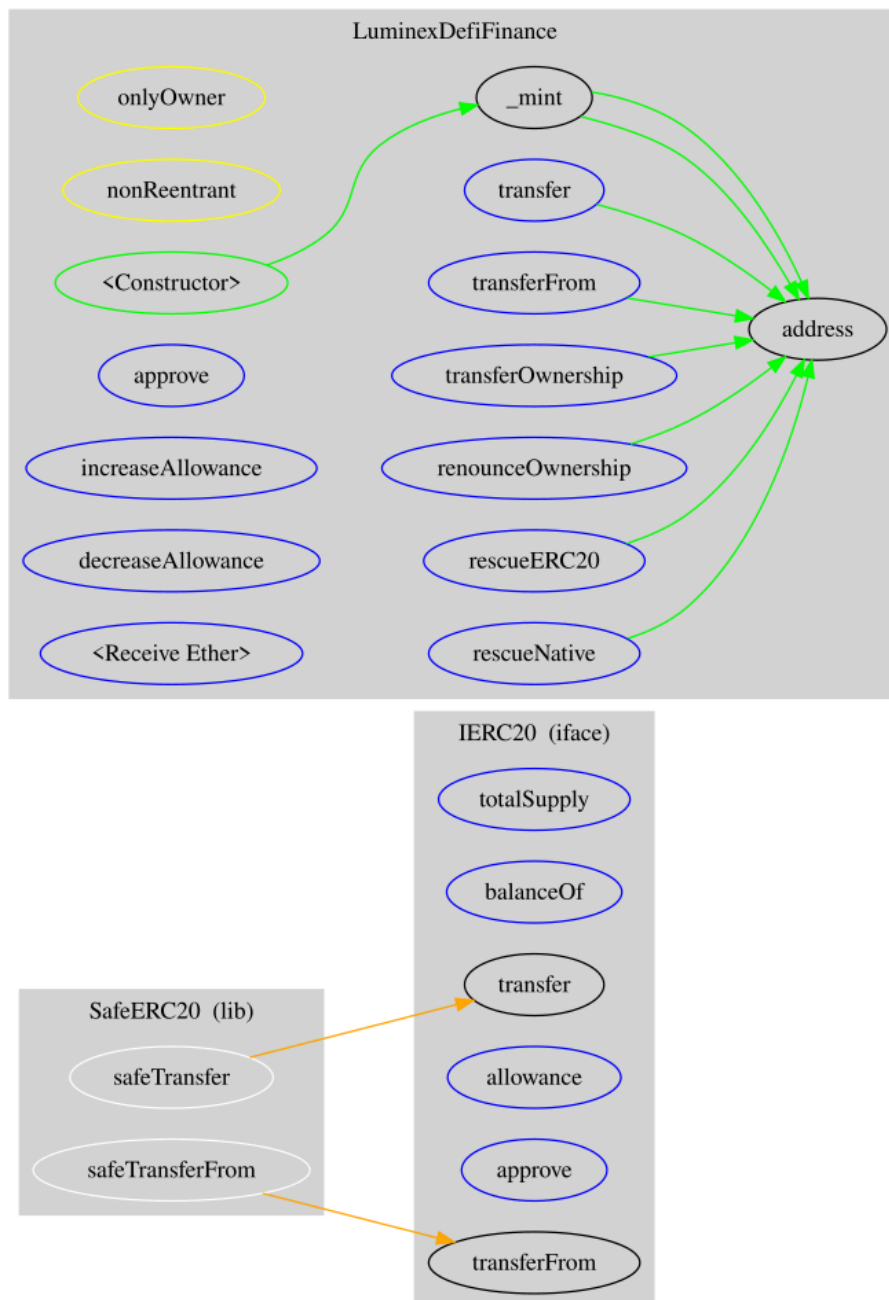 LuminexDefiFinance
onlyOwner
nonReentrant
<Constructor>
approve
increaseAllowance
decreaseAllowance
<Receive Ether>
_mint
transfer
transferFrom
transferOwnership
renounceOwnership
rescueERC20
rescueNative
address
SafeERC20 (lib)
safeTransfer
safeTransferFrom
IERC20 (iface)
totalSupply
balanceOf
transfer
allowance
approve
transferFrom